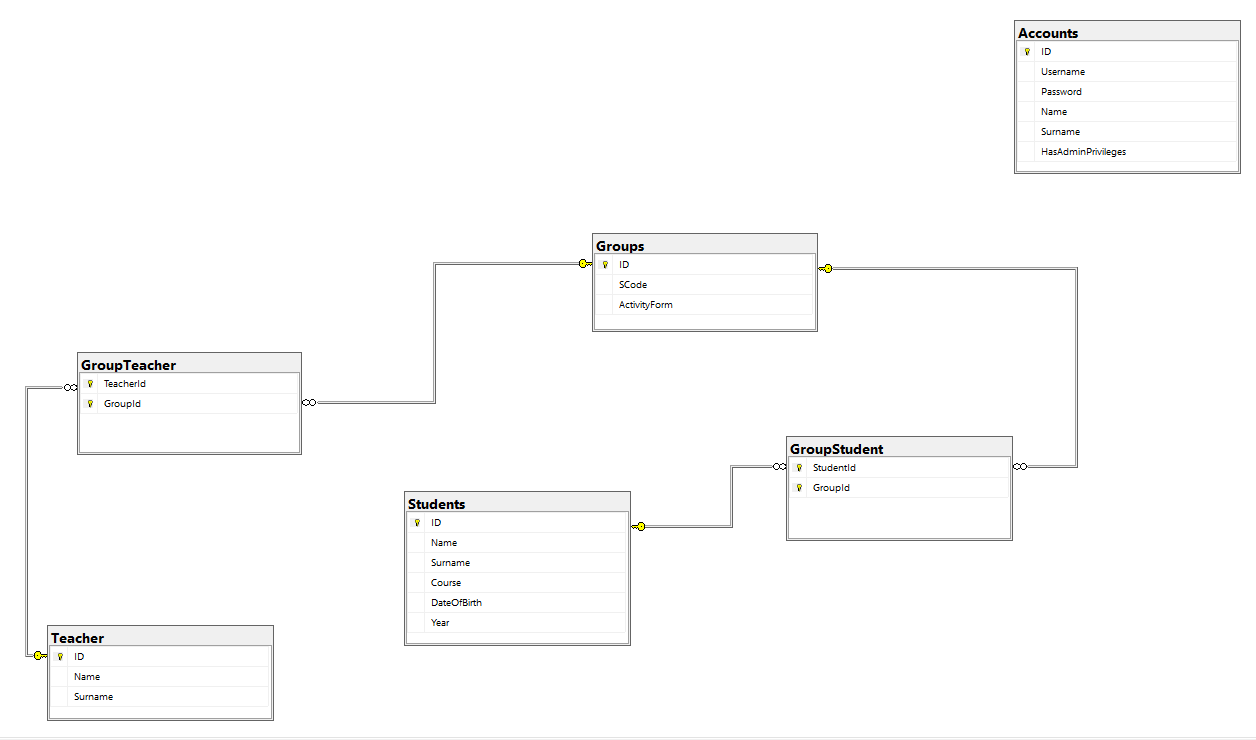 Accounts
ID
Username
Password
Name
Surname
HasAdminPrivileges
Groups
ID
SCode
ActivityForm
GroupTeacher
TeacherId
GroupId
GroupStudent
StudentId
GroupId
Students
ID
Name
Surname
Course
DateOfBirth
Year
Teacher
ID
Name
Surname